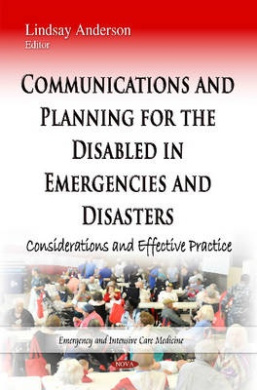 Lindsay Anderson
Editor
COMMUNICATIONS AND
PLANNING FOR THE
DISABLED IN
EMERGENCIES AND
DISASTERS
Considerations and Effective Practice
Emergency and Intensive Care Medicine
NOVA